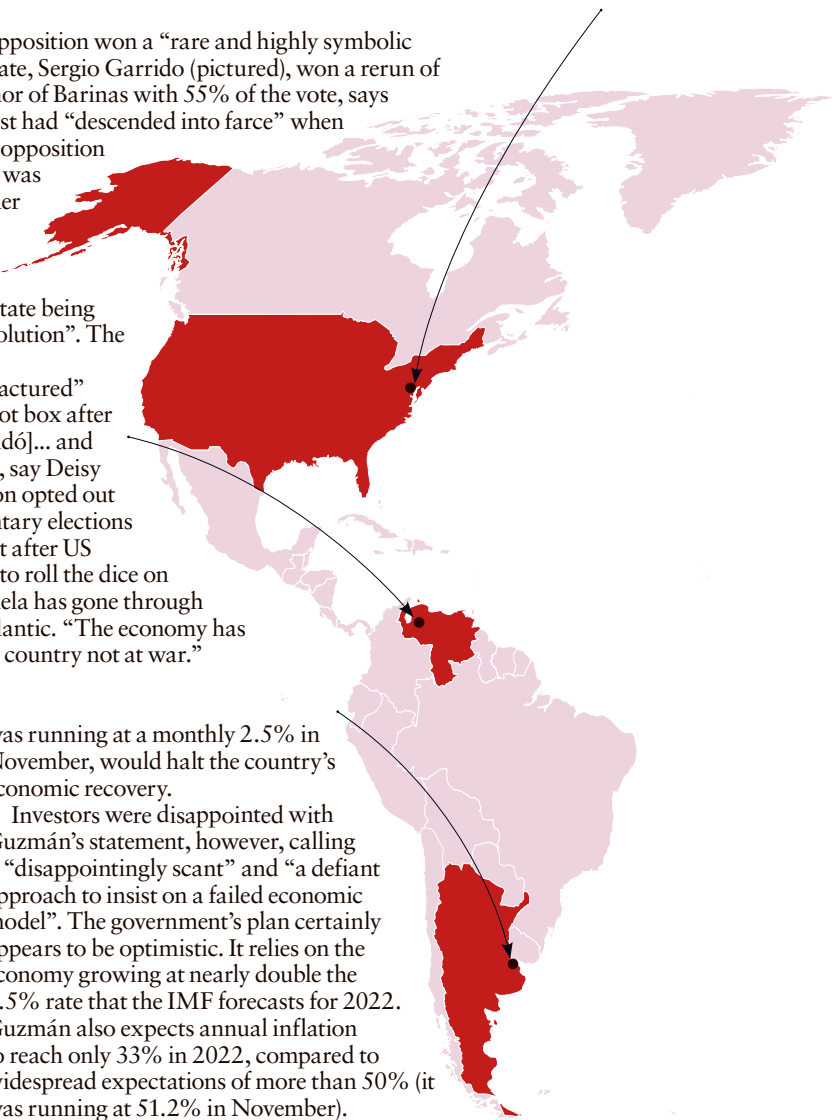 pposition won a “rare and highly symbolic
ate, Sergio Garrido (pictured), won a rerun of
nor of Barinas with 55% of the vote, says
st had “descended into farce” when
opposition
was
er
tate being
olution”. The
actured”
ot box after
dó]... and
, say Deisy
on opted out
ntary elections
t after US
to roll the dice on
ela has gone through
lantic. “The economy has
country not at war.”
was running at a monthly 2.5% in
November, would halt the country’s
conomic recovery.
Investors were disappointed with
Guzmán’s statement, however, calling
“disappointingly scant” and “a defiant
pproach to insist on a failed economic
model”. The government’s plan certainly
ppears to be optimistic. It relies on the
conomy growing at nearly double the
.5% rate that the IMF forecasts for 2022.
Guzmán also expects annual inflation
o reach only 33% in 2022, compared to
widespread expectations of more than 50% (it
was running at 51.2% in November).